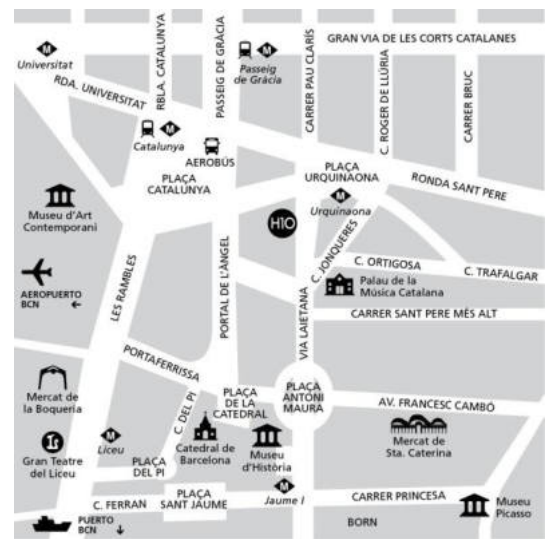 GRAN VIA DE LES CORTS CATALANES
M
Universitat
RDA. UNIVERSITAT
RBLA. CATALUNYA
PASSEIG DE GRÀCIA
M
Passeig
de Gràcia
CARRER PAU CLARÍS
C. ROGER DE LLÚRIA
CARRER BRUC
M
Catalunya
AEROBÚS
PLAÇA
CATALUNYA
PLAÇA
URQUINAONA
M
Urquinaona
RONDA SANT PERE
Museu d'Art
Contemporani
H10
C. JONQUERES
C. ORTIGOSA
C. TRAFALGAR
AEROPUERTO
BCN ←
LES RAMBLES
PORTAL DE L'ÀNGEL
VIA LAIETANA
Palau de la
Música Catalana
CARRER SANT PERE MÉS ALT
PORTAFERRISSA
Mercat de
la Boqueria
C. DEL PI
PLAÇA
DE LA
CATEDRAL
PLAÇA
ANTONI
MAURA
AV. FRANCESC CAMBÓ
Mercat de
Sta. Caterina
L
Gran Teatre
del Liceu
M
Liceu
PLAÇA
DEL PI
Catedral de
Barcelona
Museu
d'Història
M
Jaume I
C. FERRAN
PLAÇA
SANT JAUME
CARRER PRINCESA
Museu
Picasso
PUERTO
BCN ↓
BORN